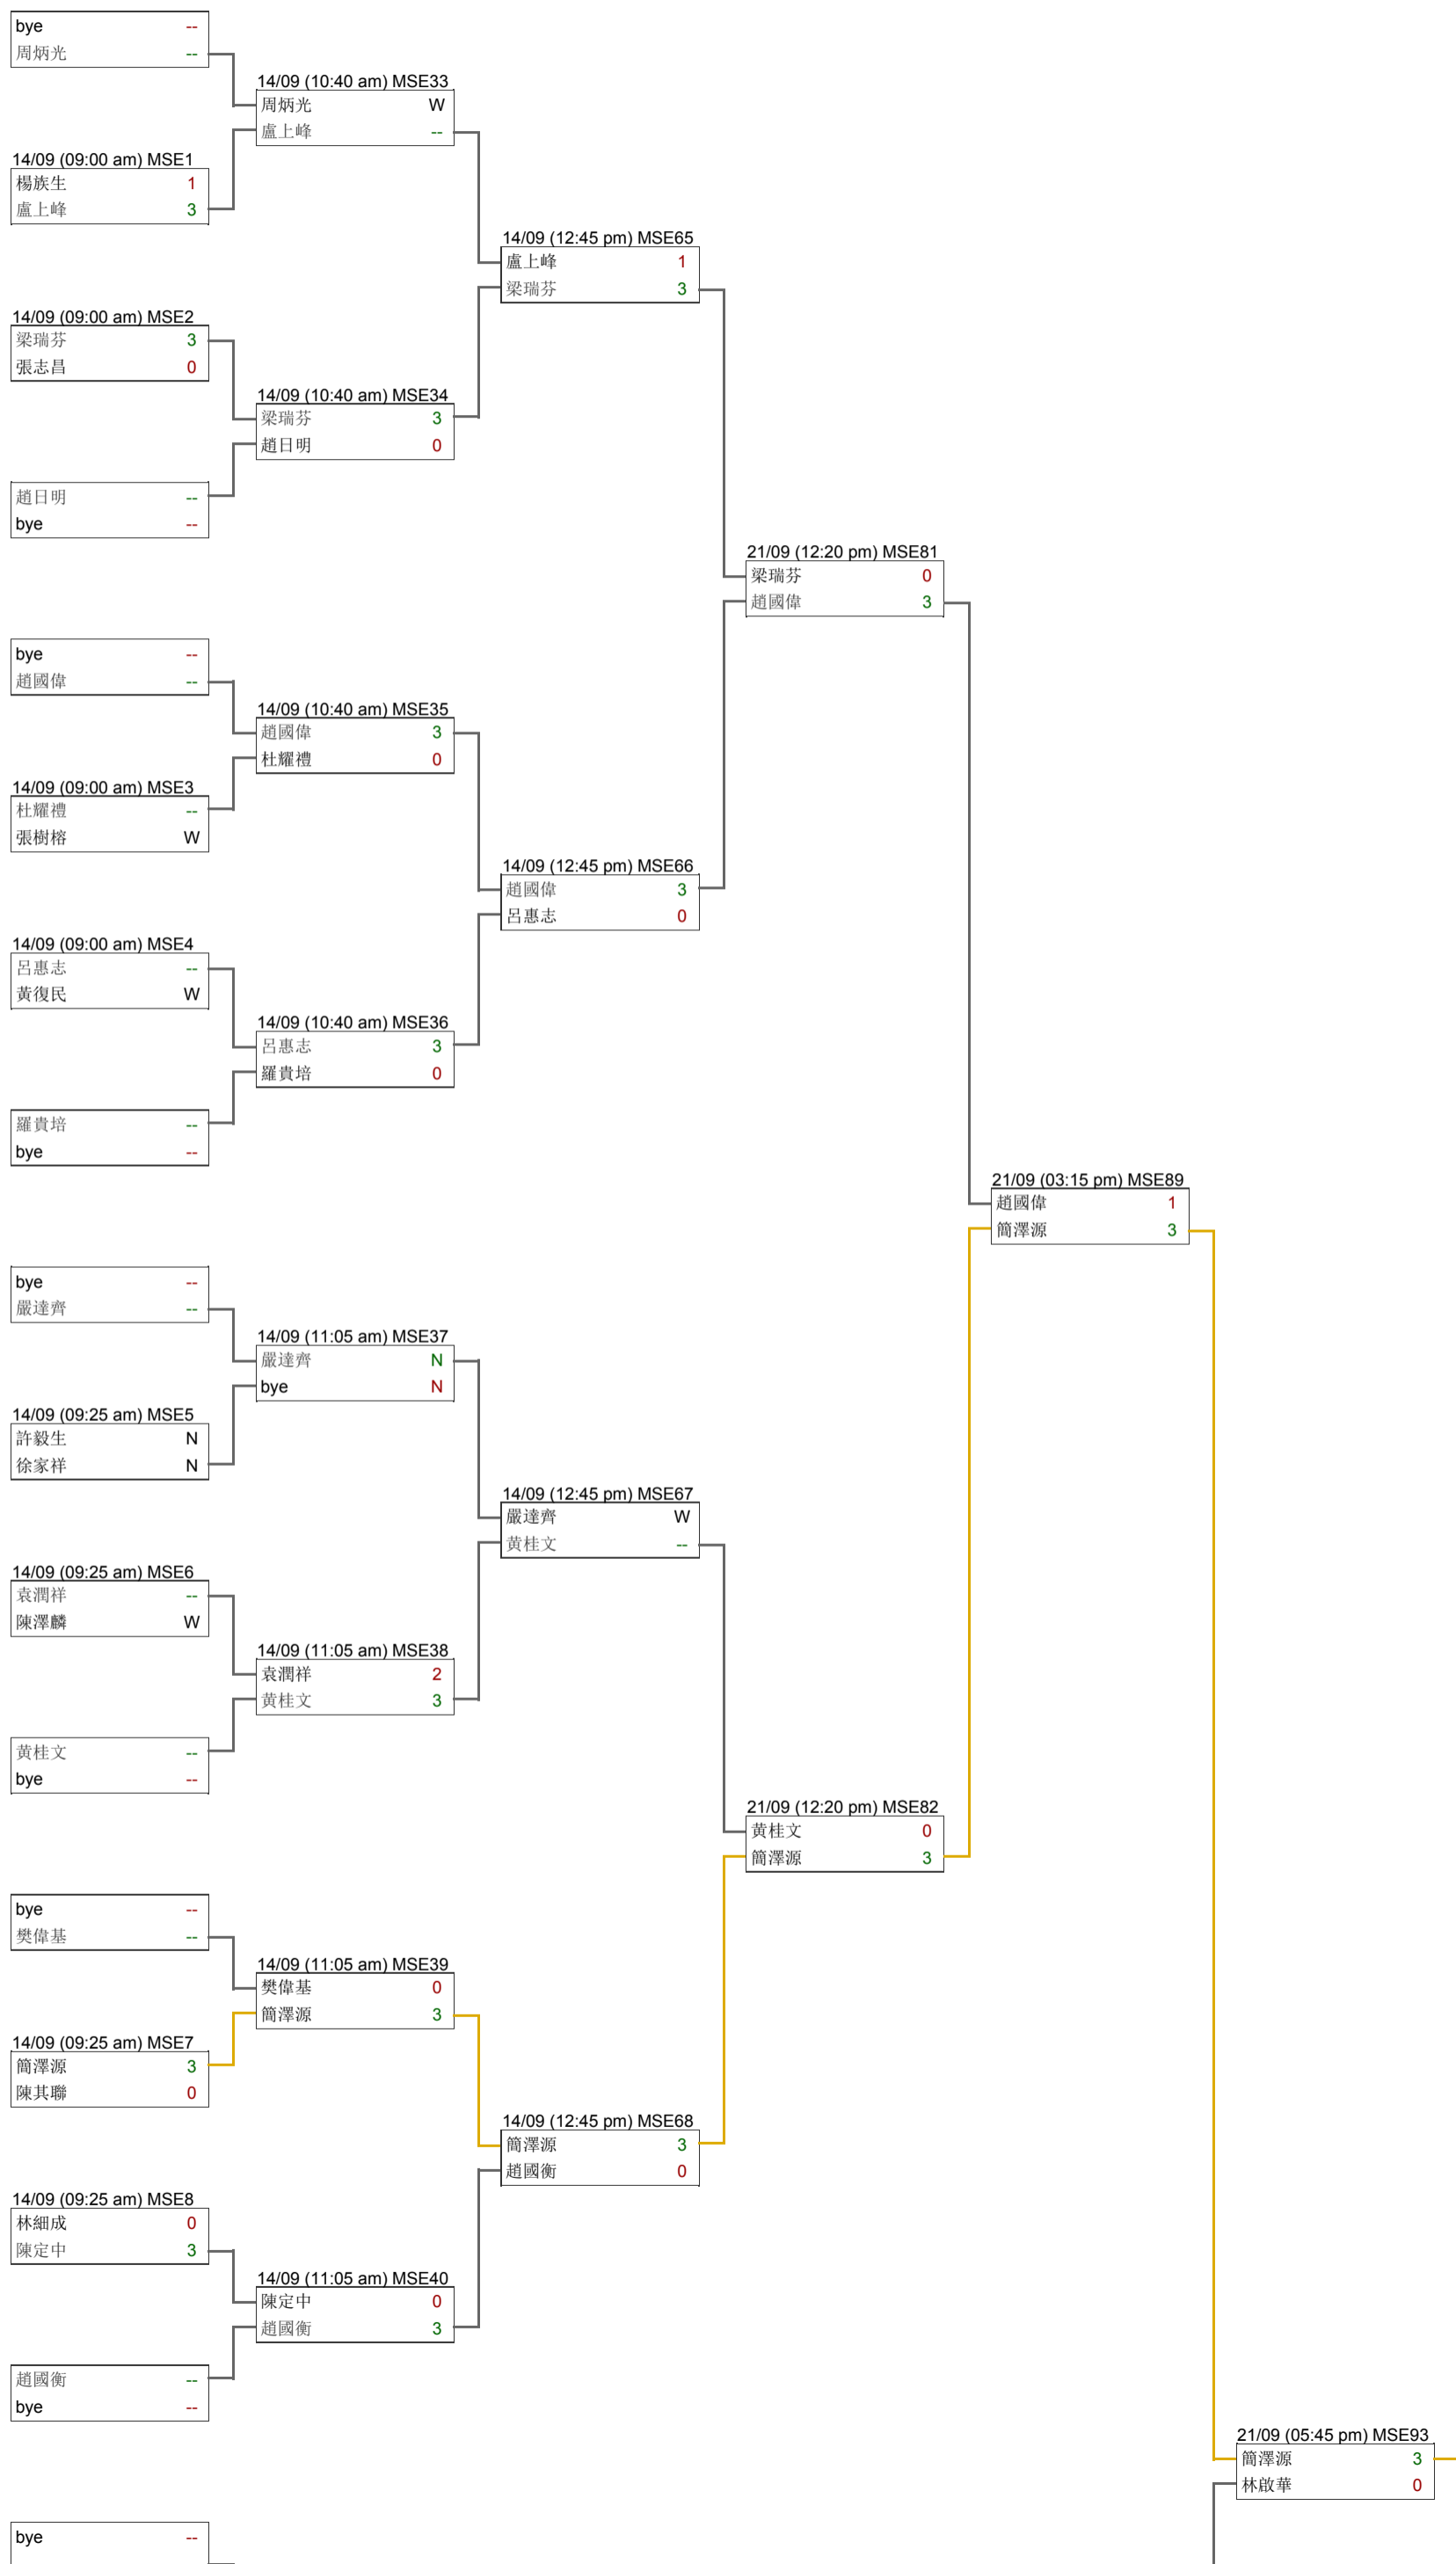 bye --
周炳光 --
14/09 (10:40 am) MSE33
周炳光 W
盧上峰 --
14/09 (09:00 am) MSE1
楊族生 1
盧上峰 3
14/09 (12:45 pm) MSE65
盧上峰 1
梁瑞芬 3
14/09 (09:00 am) MSE2
梁瑞芬 3
張志昌 0
14/09 (10:40 am) MSE34
梁瑞芬 3
趙日明 0
趙日明 --
bye --
21/09 (12:20 pm) MSE81
梁瑞芬 0
趙國偉 3
bye --
趙國偉 --
14/09 (10:40 am) MSE35
趙國偉 3
杜耀禮 0
14/09 (09:00 am) MSE3
杜耀禮 --
張樹榕 W
14/09 (12:45 pm) MSE66
趙國偉 3
呂惠志 0
14/09 (09:00 am) MSE4
呂惠志 --
黃復民 W
14/09 (10:40 am) MSE36
呂惠志 3
羅貴培 0
羅貴培 --
bye --
21/09 (03:15 pm) MSE89
趙國偉 1
簡澤源 3
bye --
嚴達齊 --
14/09 (11:05 am) MSE37
嚴達齊 N
bye N
14/09 (09:25 am) MSE5
許毅生 N
徐家祥 N
14/09 (12:45 pm) MSE67
嚴達齊 W
黃桂文 --
14/09 (09:25 am) MSE6
袁潤祥 --
陳澤麟 W
14/09 (11:05 am) MSE38
袁潤祥 2
黃桂文 3
黃桂文 --
bye --
21/09 (12:20 pm) MSE82
黃桂文 0
簡澤源 3
bye --
樊偉基 --
14/09 (11:05 am) MSE39
樊偉基 0
簡澤源 3
14/09 (09:25 am) MSE7
簡澤源 3
陳其聯 0
14/09 (12:45 pm) MSE68
簡澤源 3
趙國衡 0
14/09 (09:25 am) MSE8
林細成 0
陳定中 3
14/09 (11:05 am) MSE40
陳定中 0
趙國衡 3
趙國衡 --
bye --
21/09 (05:45 pm) MSE93
簡澤源 3
林啟華 0
bye --